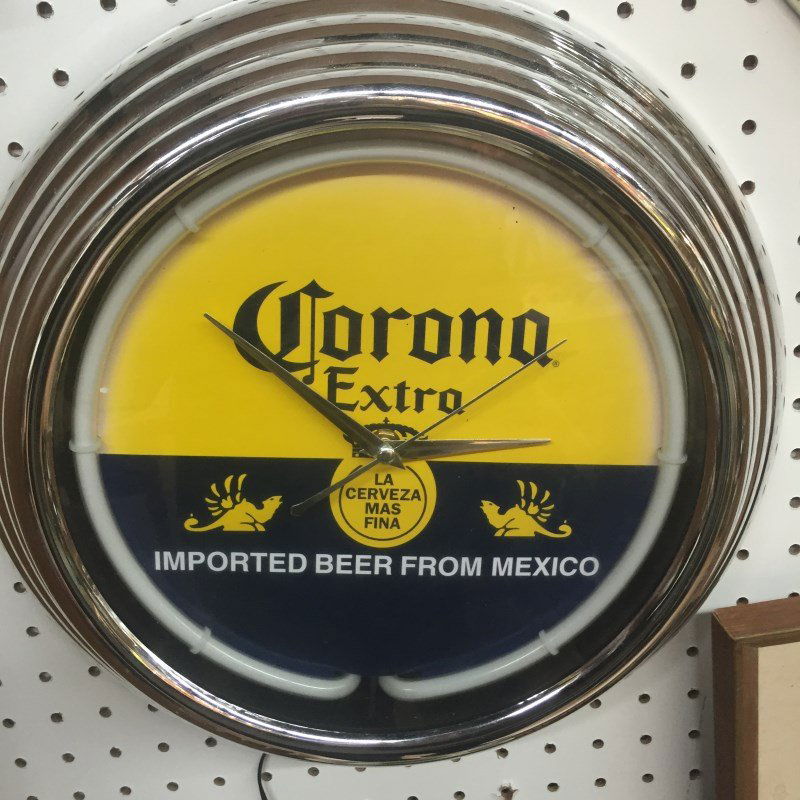 Corona®
Extra
LA
CERVEZA
MAS
FINA
IMPORTED BEER FROM MEXICO